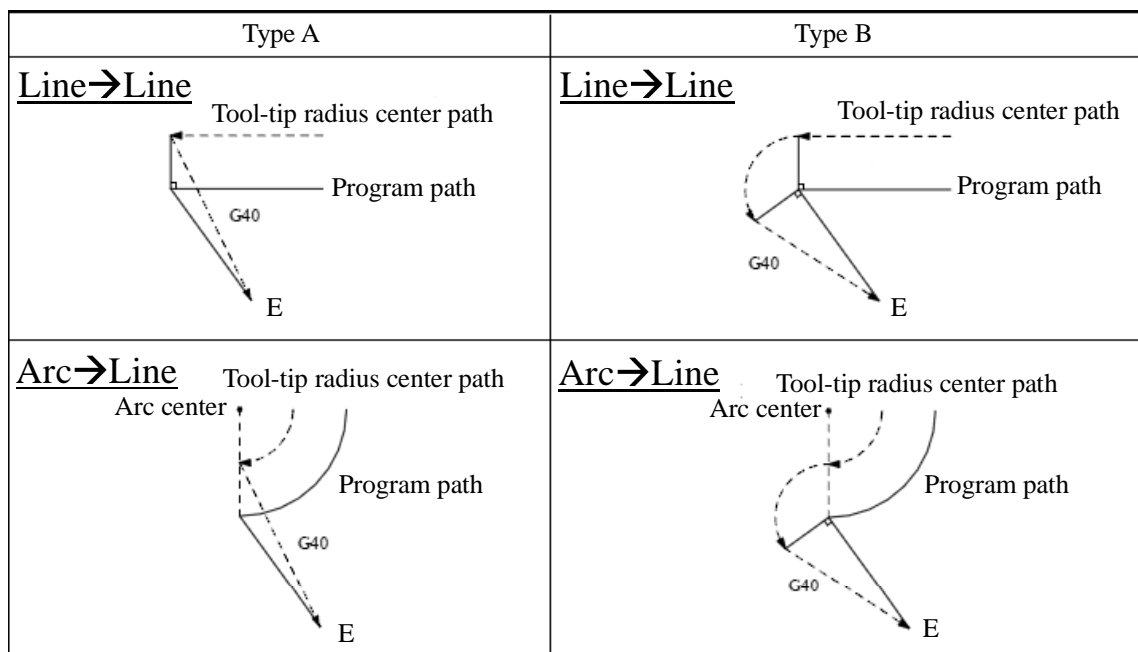 Type A
Type B
Line→Line
Tool-tip radius center path
Program path
G40
E
Line→Line
Tool-tip radius center path
Program path
G40
E
Arc→Line
Tool-tip radius center path
Arc center
Program path
G40
E
Arc→Line
Tool-tip radius center path
Arc center
Program path
G40
E